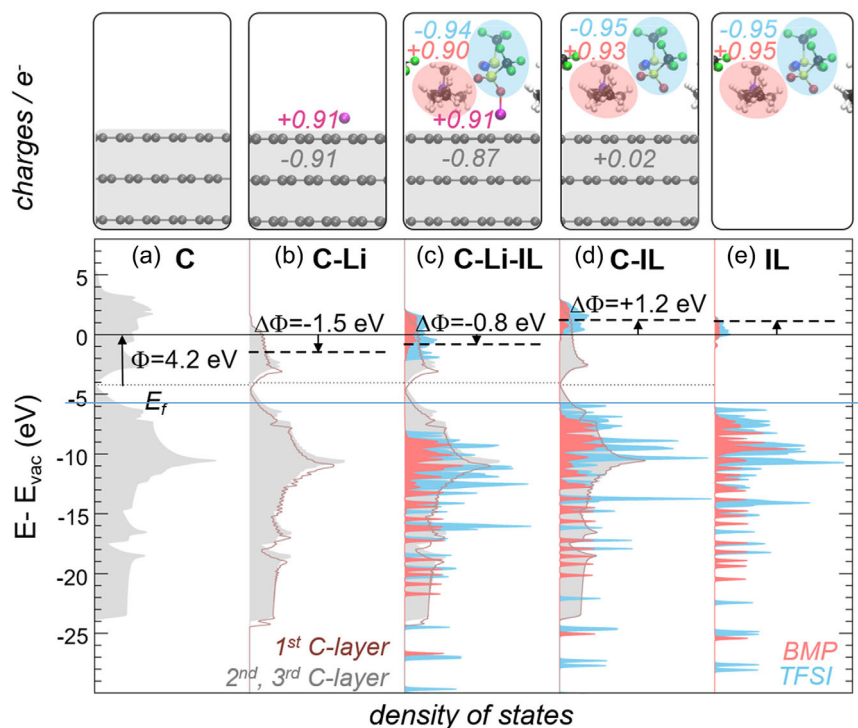 charges / e-
+0.91
-0.91
-0.94
+0.90
+0.91
-0.87
-0.95
+0.93
+0.02
-0.95
+0.95
(a) C
(b) C-Li
(c) C-Li-IL
(d) C-IL
(e) IL
E- Evac (eV)
5
0
-5
-10
-15
-20
-25
Φ=4.2 eV
Ef
ΔΦ=-1.5 eV
ΔΦ=-0.8 eV
ΔΦ=+1.2 eV
1st C-layer
2nd, 3rd C-layer
BMP
TFSI
density of states